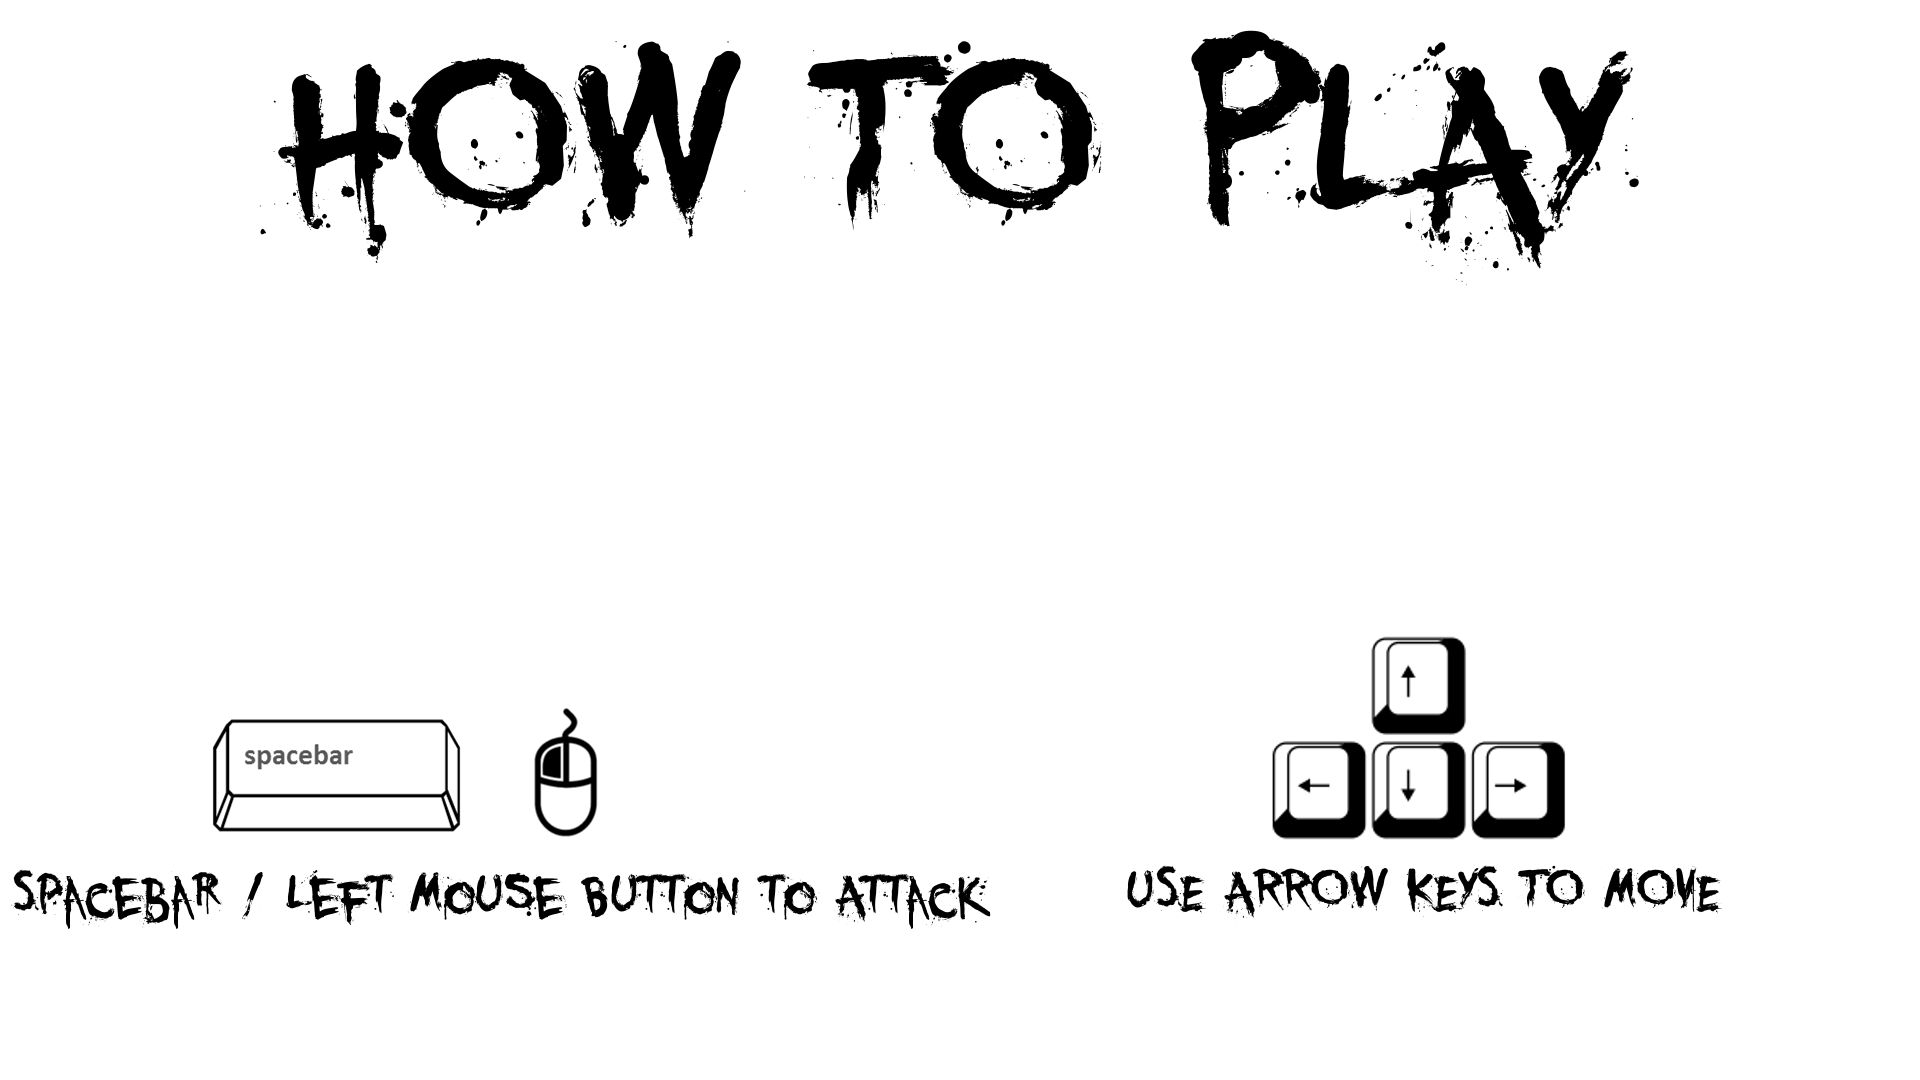 HOW TO PLAY
spacebar
SPACEBAR / LEFT MOUSE BUTTON TO ATTACK
USE ARROW KEYS TO MOVE